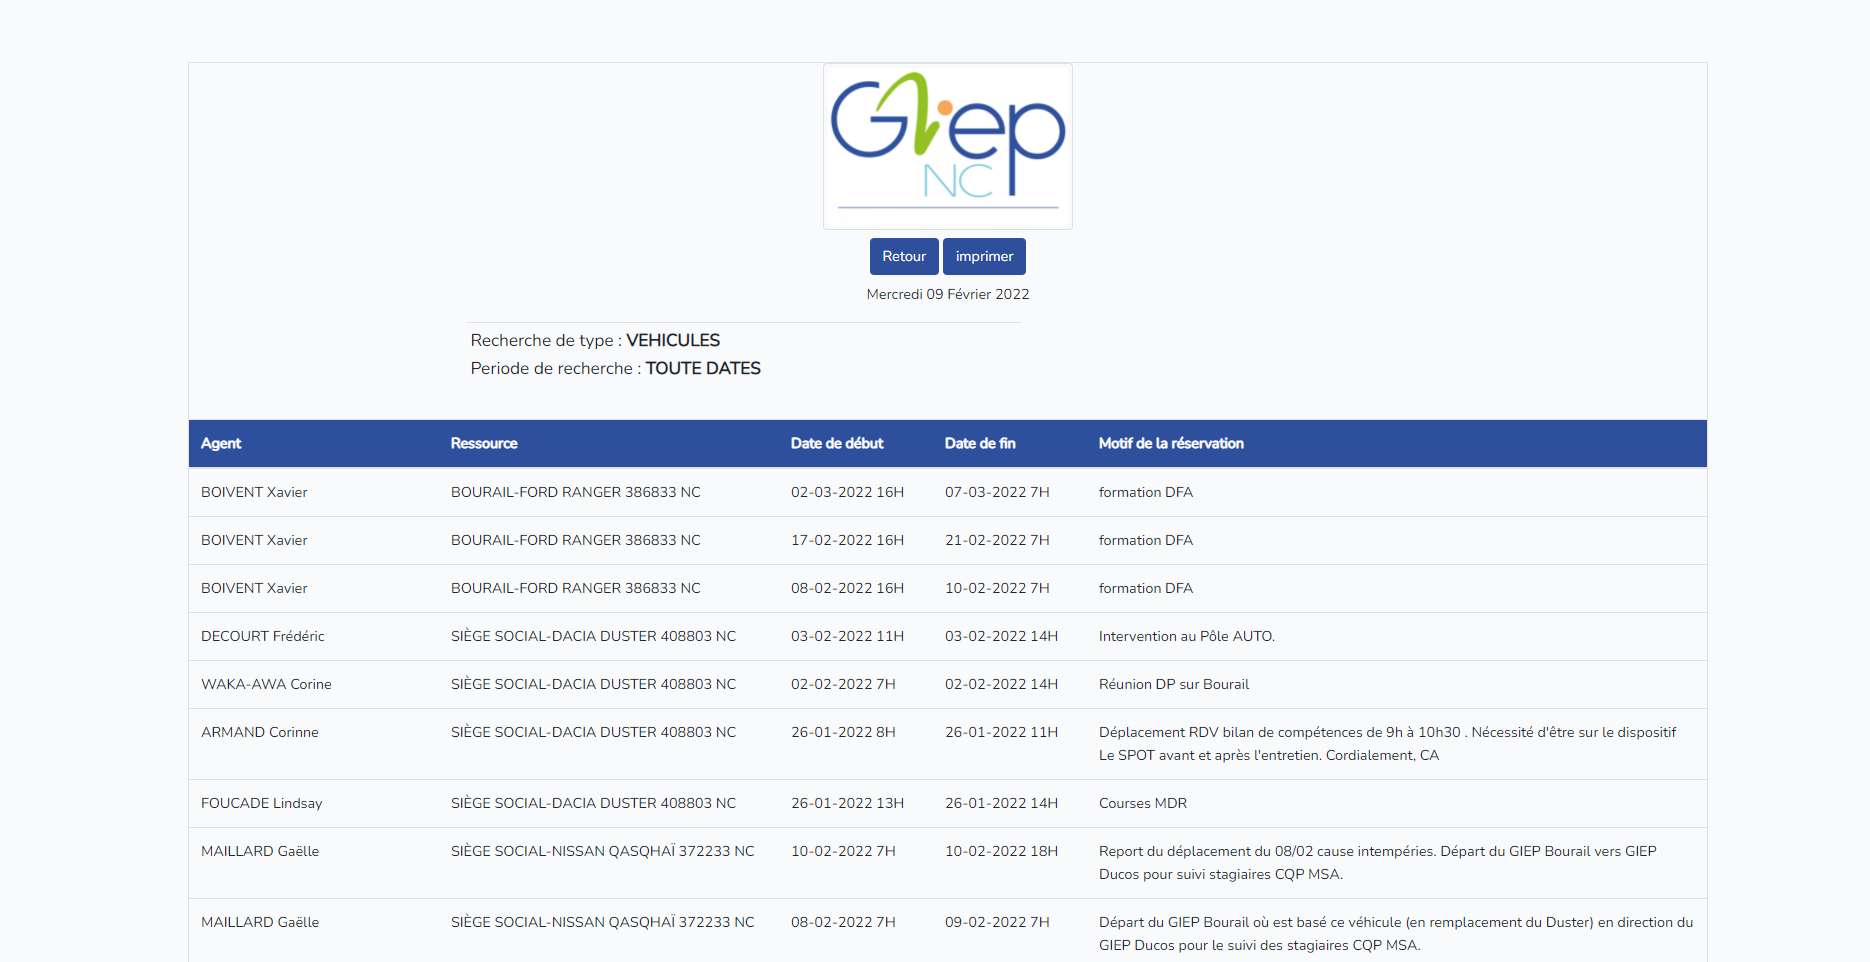 Giep
NC
Retour imprimer
Mercredi 09 Février 2022
Recherche de type : VEHICULES
Periode de recherche : TOUTE DATES
Agent Ressource Date de début Date de fin Motif de la réservation
BOIVENT Xavier BOURAIL-FORD RANGER 386833 NC 02-03-2022 16H 07-03-2022 7H formation DFA
BOIVENT Xavier BOURAIL-FORD RANGER 386833 NC 17-02-2022 16H 21-02-2022 7H formation DFA
BOIVENT Xavier BOURAIL-FORD RANGER 386833 NC 08-02-2022 16H 10-02-2022 7H formation DFA
DECOURT Frédéric SIÈGE SOCIAL-DACIA DUSTER 408803 NC 03-02-2022 11H 03-02-2022 14H Intervention au Pôle AUTO.
WAKA-AWA Corine SIÈGE SOCIAL-DACIA DUSTER 408803 NC 02-02-2022 7H 02-02-2022 14H Réunion DP sur Bourail
ARMAND Corinne SIÈGE SOCIAL-DACIA DUSTER 408803 NC 26-01-2022 8H 26-01-2022 11H Déplacement RDV bilan de compétences de 9h à 10h30 . Nécessité d'être sur le dispositif
Le SPOT avant et après l'entretien. Cordialement, CA
FOUCADE Lindsay SIÈGE SOCIAL-DACIA DUSTER 408803 NC 26-01-2022 13H 26-01-2022 14H Courses MDR
MAILLARD Gaëlle SIÈGE SOCIAL-NISSAN QASQHAÏ 372233 NC 10-02-2022 7H 10-02-2022 18H Report du déplacement du 08/02 cause intempéries. Départ du GIEP Bourail vers GIEP
Ducos pour suivi stagiaires CQP MSA.
MAILLARD Gaëlle SIÈGE SOCIAL-NISSAN QASQHAÏ 372233 NC 08-02-2022 7H 09-02-2022 7H Départ du GIEP Bourail où est basé ce véhicule (en remplacement du Duster) en direction du
GIEP Ducos pour le suivi des stagiaires CQP MSA.